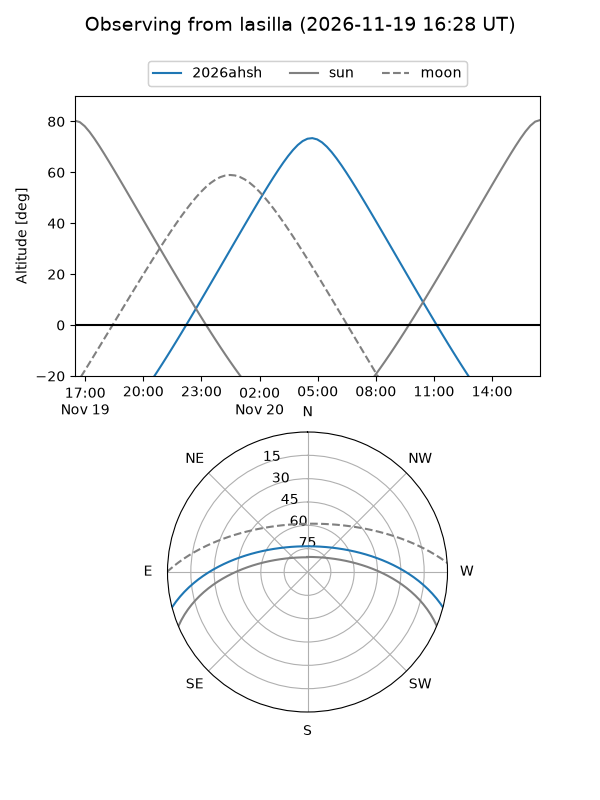 Observing from lasilla (2026-11-19 16:28 UT)
2026ahsh sun moon
Altitude [deg]
80
60
40
20
0
−20
17:00 20:00 23:00 02:00 05:00 08:00 11:00 14:00
Nov 19 Nov 20
N
NE NW
15
30
45
60
75
E W
SE SW
S